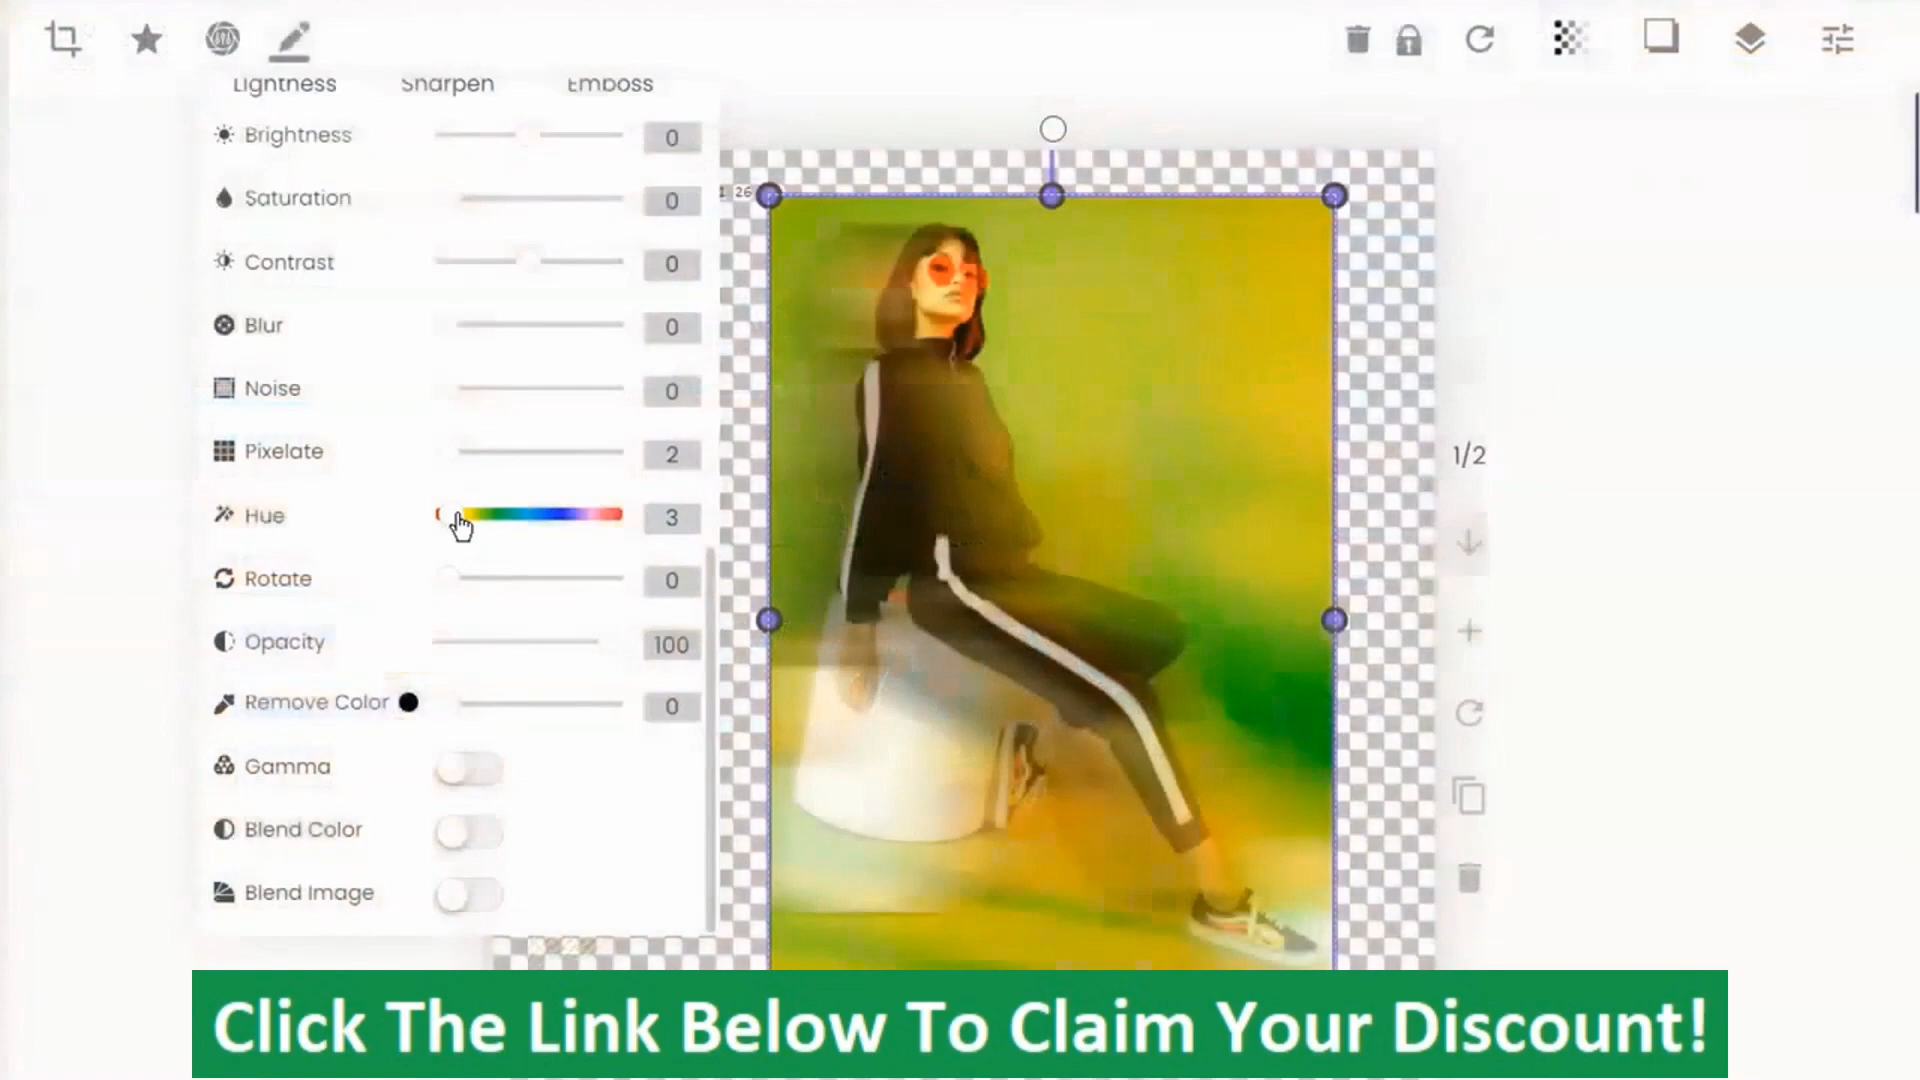 Lightness Sharpen Emboss
Brightness 0
Saturation 0
Contrast 0
Blur 0
Noise 0
Pixelate 2
Hue 3
Rotate 0
Opacity 100
Remove Color 0
Gamma
Blend Color
Blend Image
1 26
1/2
Click The Link Below To Claim Your Discount!